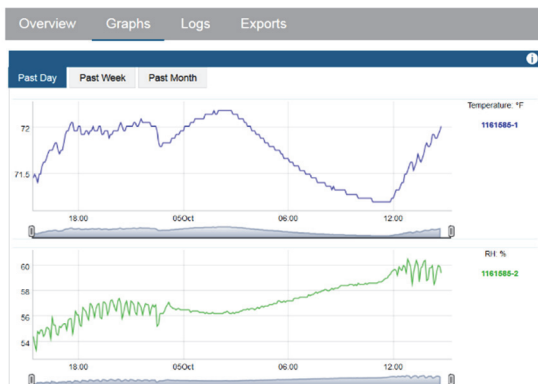 Overview Graphs Logs Exports
i
Past Day Past Week Past Month
Temperature: °F
1161585-1
72
71.5
18:00 05Oct 06:00 12:00
RH: %
1161585-2
60
58
56
54
18:00 05Oct 06:00 12:00